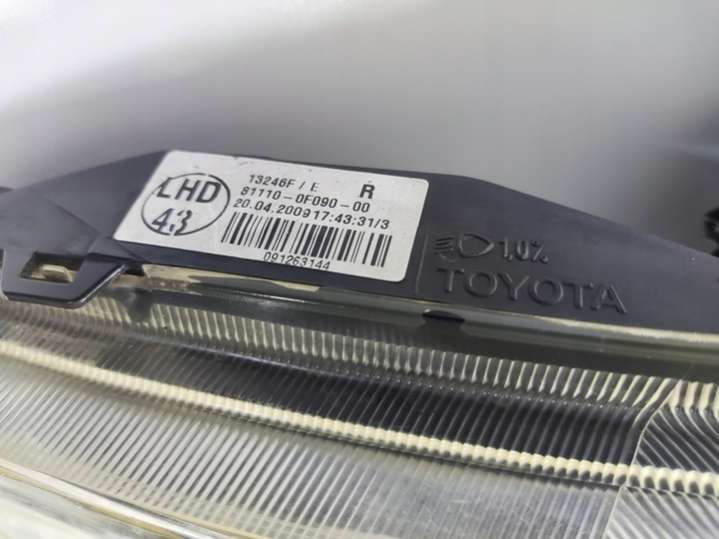 LHD
43
13246F / E R
81110-0F090-00
20.04.2009 17:43:31/3
091263144
1,0%
TOYOTA